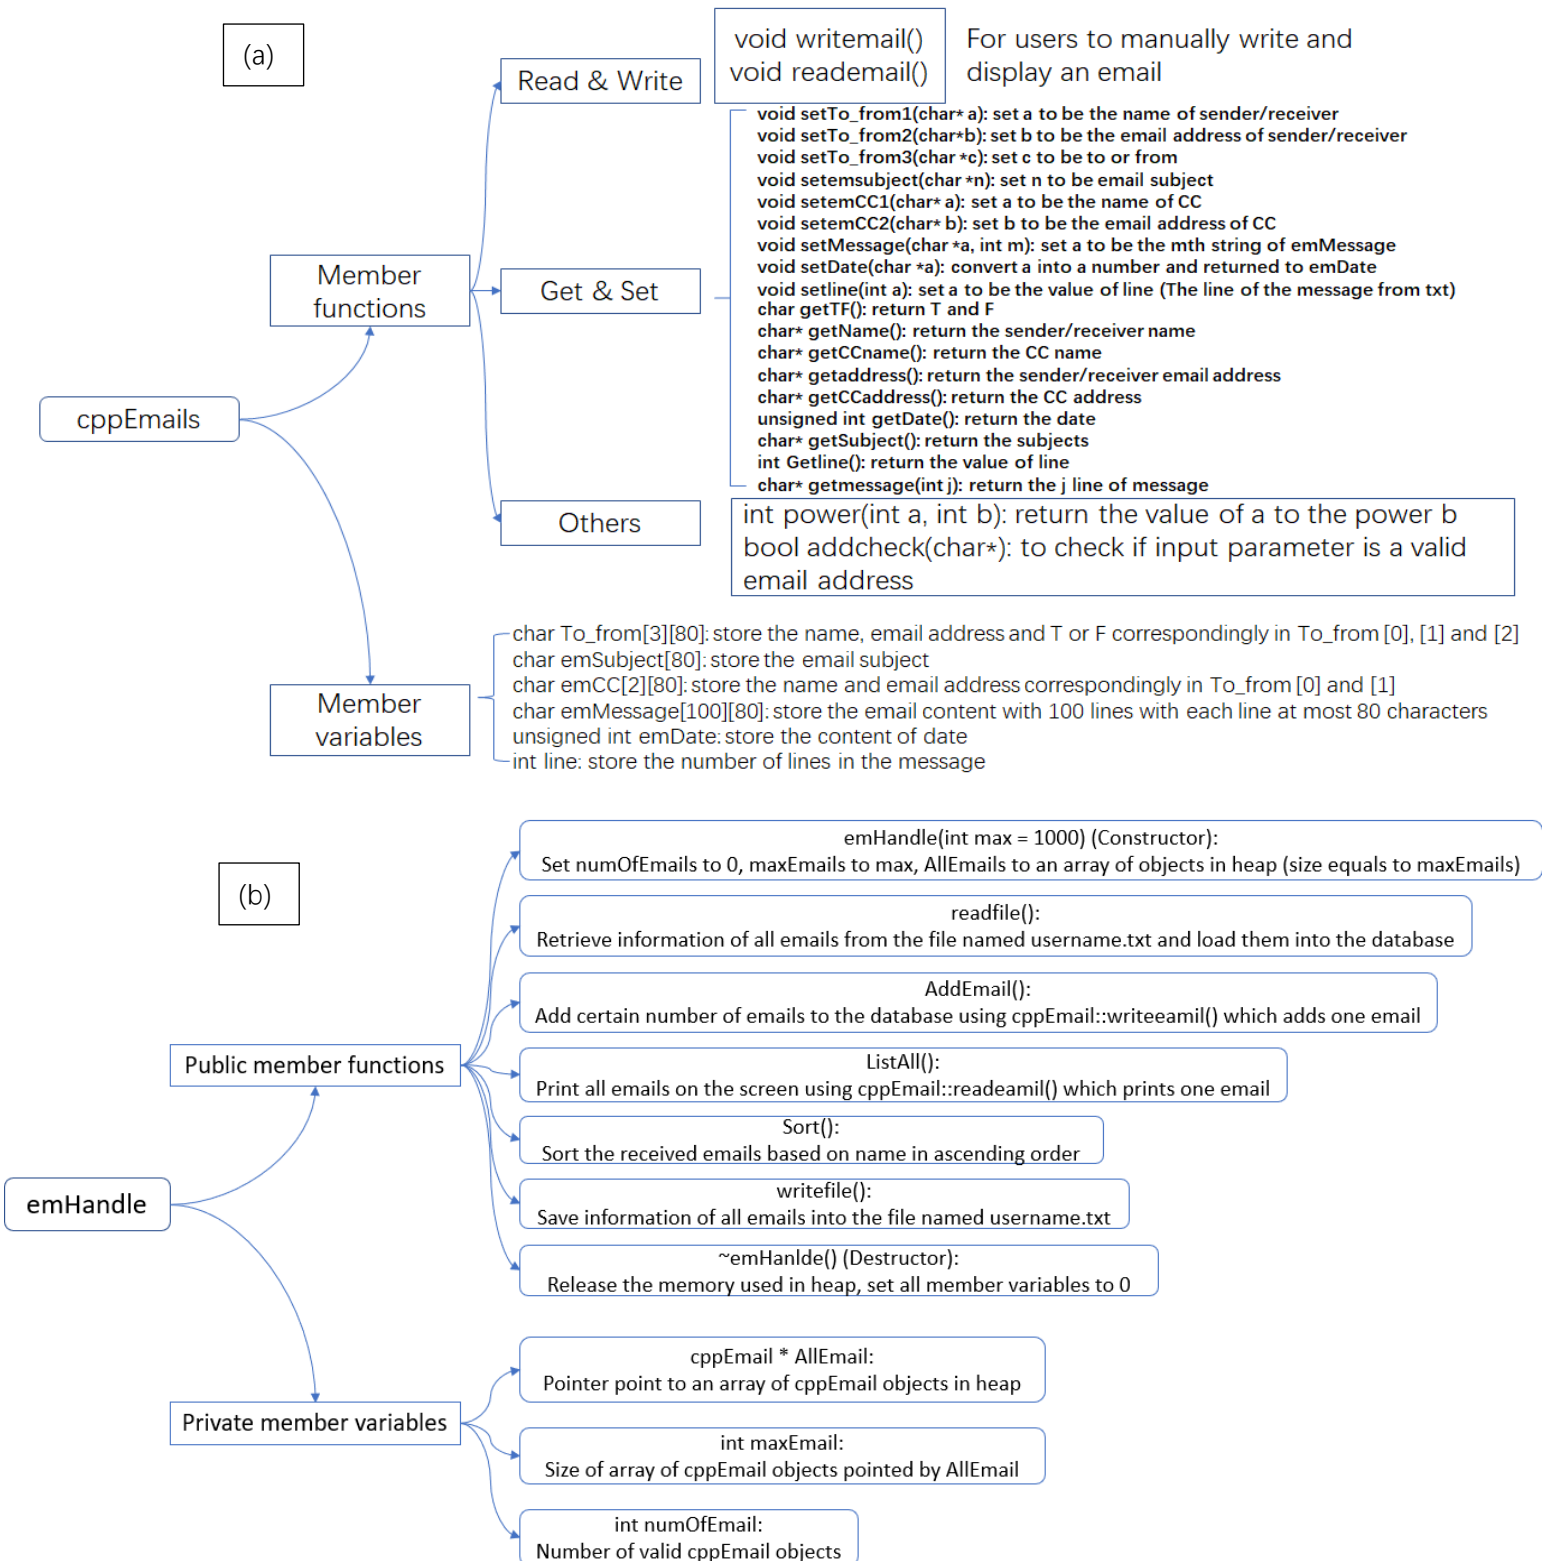 (a)
cppEmails
Member
functions
Read & Write
void writemail()
void reademail()
For users to manually write and
display an email
Get & Set
void setTo_from1(char* a): set a to be the name of sender/receiver
void setTo_from2(char*b): set b to be the email address of sender/receiver
void setTo_from3(char *c): set c to be to or from
void setemsubject(char *n): set n to be email subject
void setemCC1(char* a): set a to be the name of CC
void setemCC2(char* b): set b to be the email address of CC
void setMessage(char *a, int m): set a to be the mth string of emMessage
void setDate(char *a): convert a into a number and returned to emDate
void setline(int a): set a to be the value of line (The line of the message from txt)
char getTF(): return T and F
char* getName(): return the sender/receiver name
char* getCCname(): return the CC name
char* getaddress(): return the sender/receiver email address
char* getCCaddress(): return the CC address
unsigned int getDate(): return the date
char* getSubject(): return the subjects
int Getline(): return the value of line
char* getmessage(int j): return the j line of message
Others
int power(int a, int b): return the value of a to the power b
bool addcheck(char*): to check if input parameter is a valid
email address
Member
variables
char To_from[3][80]: store the name, email address and T or F correspondingly in To_from [0], [1] and [2]
char emSubject[80]: store the email subject
char emCC[2][80]: store the name and email address correspondingly in To_from [0] and [1]
char emMessage[100][80]: store the email content with 100 lines with each line at most 80 characters
unsigned int emDate: store the content of date
int line: store the number of lines in the message
(b)
emHandle
Public member functions
emHandle(int max = 1000) (Constructor):
Set numOfEmails to 0, maxEmails to max, AllEmails to an array of objects in heap (size equals to maxEmails)
readfile():
Retrieve information of all emails from the file named username.txt and load them into the database
AddEmail():
Add certain number of emails to the database using cppEmail::writeeamil() which adds one email
ListAll():
Print all emails on the screen using cppEmail::readeamil() which prints one email
Sort():
Sort the received emails based on name in ascending order
writefile():
Save information of all emails into the file named username.txt
~emHanlde() (Destructor):
Release the memory used in heap, set all member variables to 0
Private member variables
cppEmail * AllEmail:
Pointer point to an array of cppEmail objects in heap
int maxEmail:
Size of array of cppEmail objects pointed by AllEmail
int numOfEmail:
Number of valid cppEmail objects